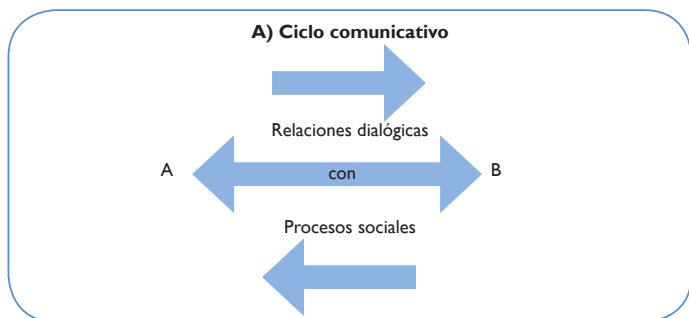 A) Ciclo comunicativo
Relaciones dialógicas
A con B
Procesos sociales